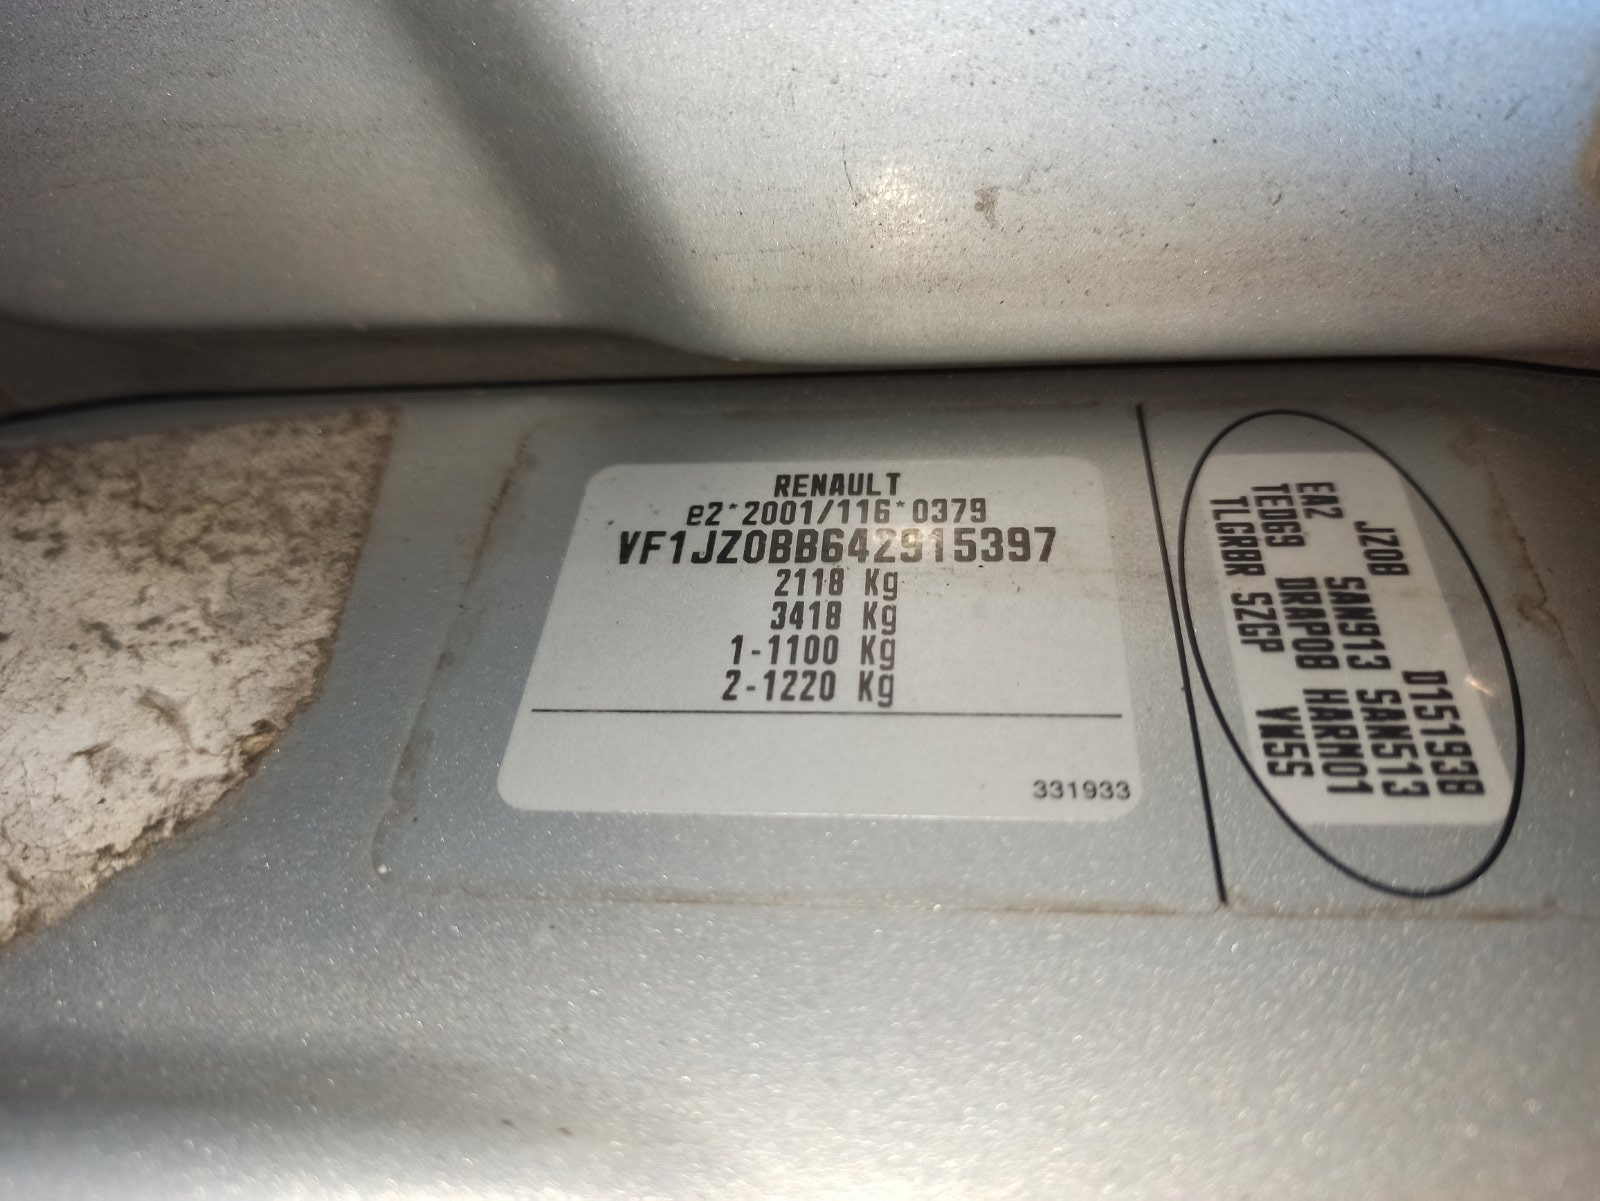 RENAULT
e2*2001/116*0379
VF1JZ0BB642915397
2118 Kg
3418 Kg
1-1100 Kg
2-1220 Kg
331933
JZ0B D151938
EA2 SAN913 SAN513
TED69 DRAP08 HARM01
TLGRBR SZGP VW5S